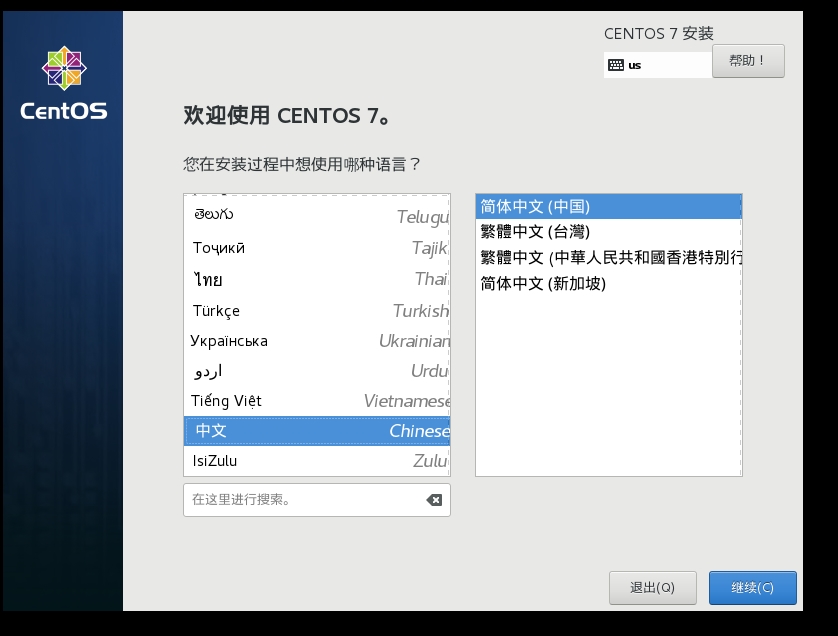 CentOS
CENTOS 7 安装
us
帮助！
欢迎使用 CENTOS 7。
您在安装过程中想使用哪种语言？
తెలుగు Telugu
Тоҷикӣ Tajik
ไทย Thai
Türkçe Turkish
Українська Ukrainian
اردو Urdu
Tiếng Việt Vietnamese
中文 Chinese
IsiZulu Zulu
简体中文 (中国)
繁體中文 (台灣)
繁體中文 (中華人民共和國香港特別行
简体中文 (新加坡)
在这里进行搜索。
退出(Q)
继续(C)